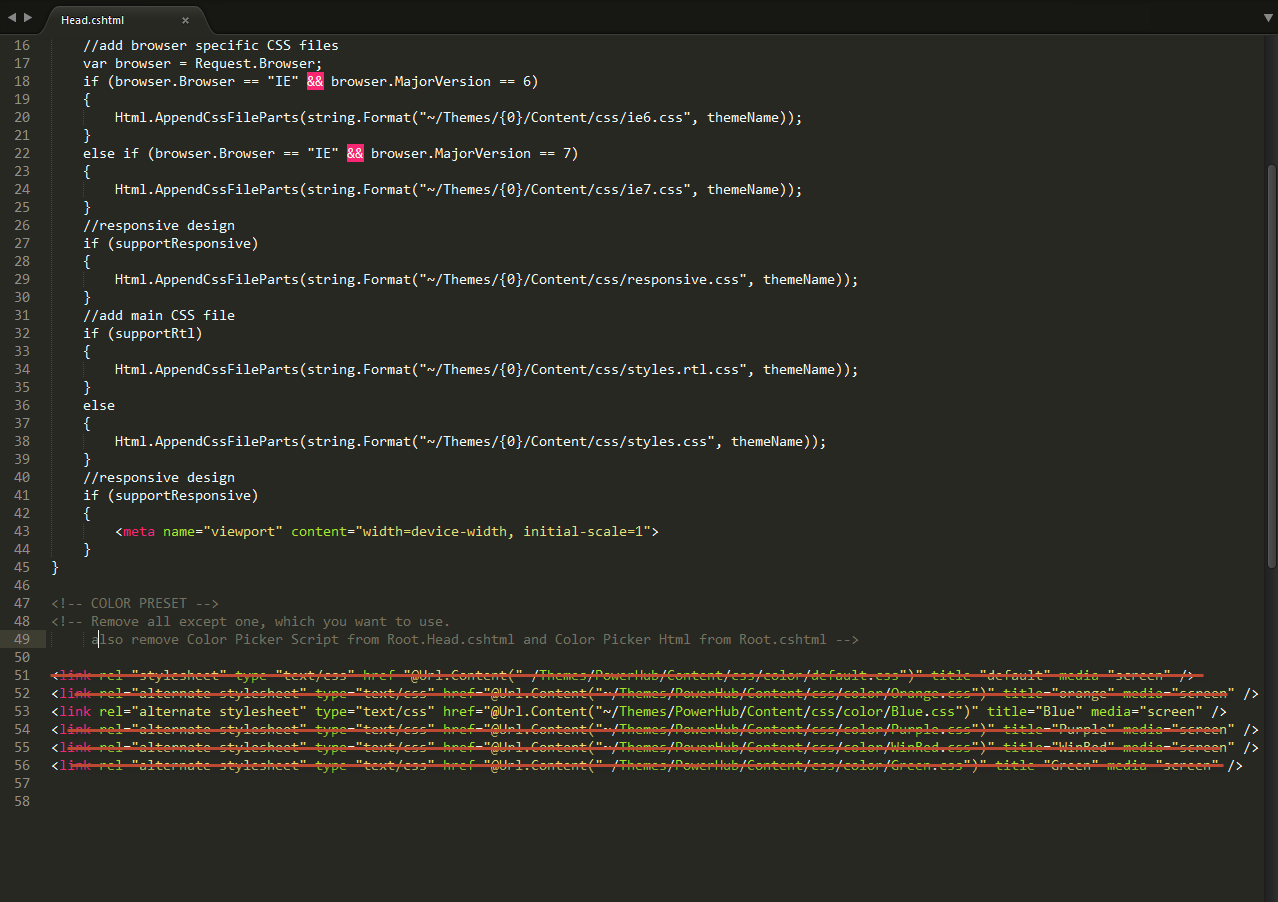 Head.cshtml ×
16 //add browser specific CSS files
17 var browser = Request.Browser;
18 if (browser.Browser == "IE" && browser.MajorVersion == 6)
19 {
20 Html.AppendCssFileParts(string.Format("~/Themes/{0}/Content/css/ie6.css", themeName));
21 }
22 else if (browser.Browser == "IE" && browser.MajorVersion == 7)
23 {
24 Html.AppendCssFileParts(string.Format("~/Themes/{0}/Content/css/ie7.css", themeName));
25 }
26 //responsive design
27 if (supportResponsive)
28 {
29 Html.AppendCssFileParts(string.Format("~/Themes/{0}/Content/css/responsive.css", themeName));
30 }
31 //add main CSS file
32 if (supportRtl)
33 {
34 Html.AppendCssFileParts(string.Format("~/Themes/{0}/Content/css/styles.rtl.css", themeName));
35 }
36 else
37 {
38 Html.AppendCssFileParts(string.Format("~/Themes/{0}/Content/css/styles.css", themeName));
39 }
40 //responsive design
41 if (supportResponsive)
42 {
43 <meta name="viewport" content="width=device-width, initial-scale=1">
44 }
45 }
46
47 <!-- COLOR PRESET -->
48 <!-- Remove all except one, which you want to use.
49 also remove Color Picker Script from Root.Head.cshtml and Color Picker Html from Root.cshtml -->
50
51 <link rel="stylesheet" type="text/css" href="@Url.Content("~/Themes/PowerHub/Content/css/color/default.css")" title="default" media="screen" />
52 <link rel="alternate stylesheet" type="text/css" href="@Url.Content("~/Themes/PowerHub/Content/css/color/Orange.css")" title="orange" media="screen" />
53 <link rel="alternate stylesheet" type="text/css" href="@Url.Content("~/Themes/PowerHub/Content/css/color/Blue.css")" title="Blue" media="screen" />
54 <link rel="alternate stylesheet" type="text/css" href="@Url.Content("~/Themes/PowerHub/Content/css/color/Purple.css")" title="Purple" media="screen" />
55 <link rel="alternate stylesheet" type="text/css" href="@Url.Content("~/Themes/PowerHub/Content/css/color/WinRed.css")" title="WinRed" media="screen" />
56 <link rel="alternate stylesheet" type="text/css" href="@Url.Content("~/Themes/PowerHub/Content/css/color/Green.css")" title="Green" media="screen" />
57
58